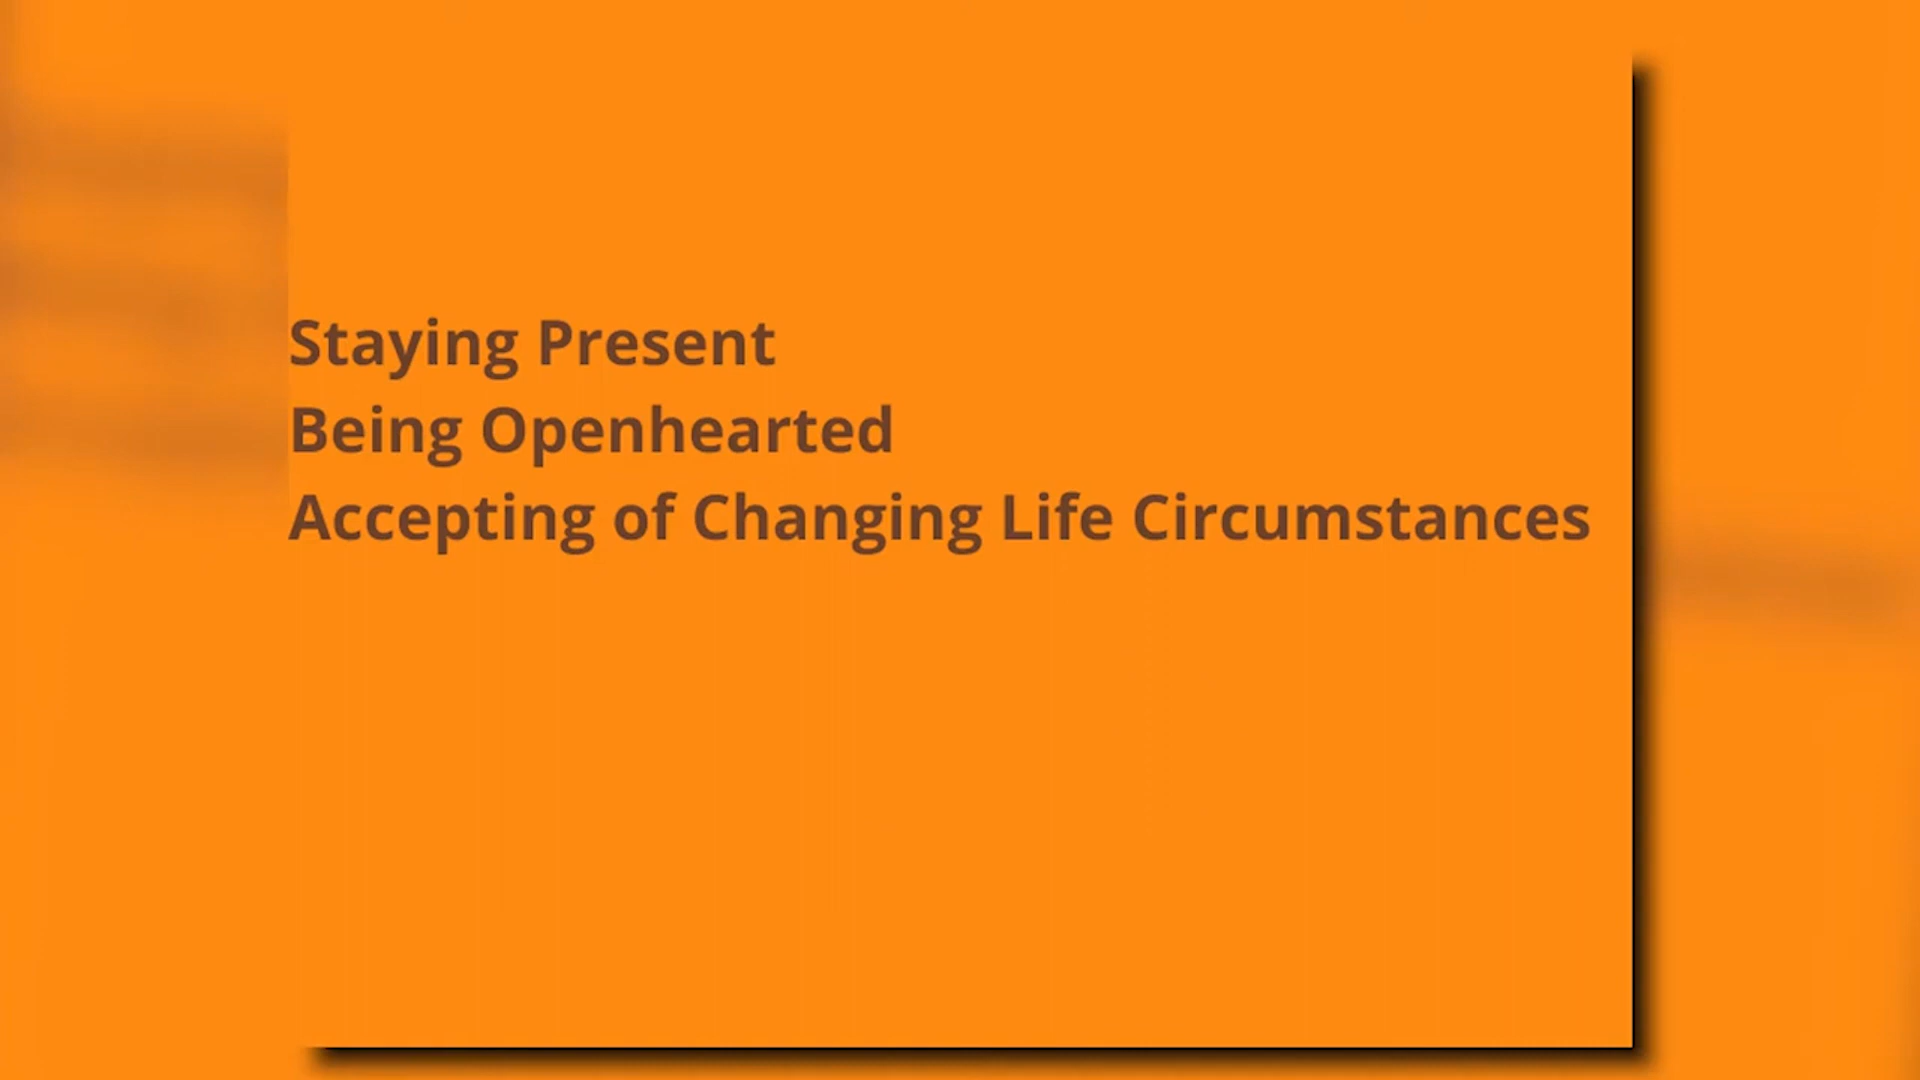 Staying Present
Being Openhearted
Accepting of Changing Life Circumstances